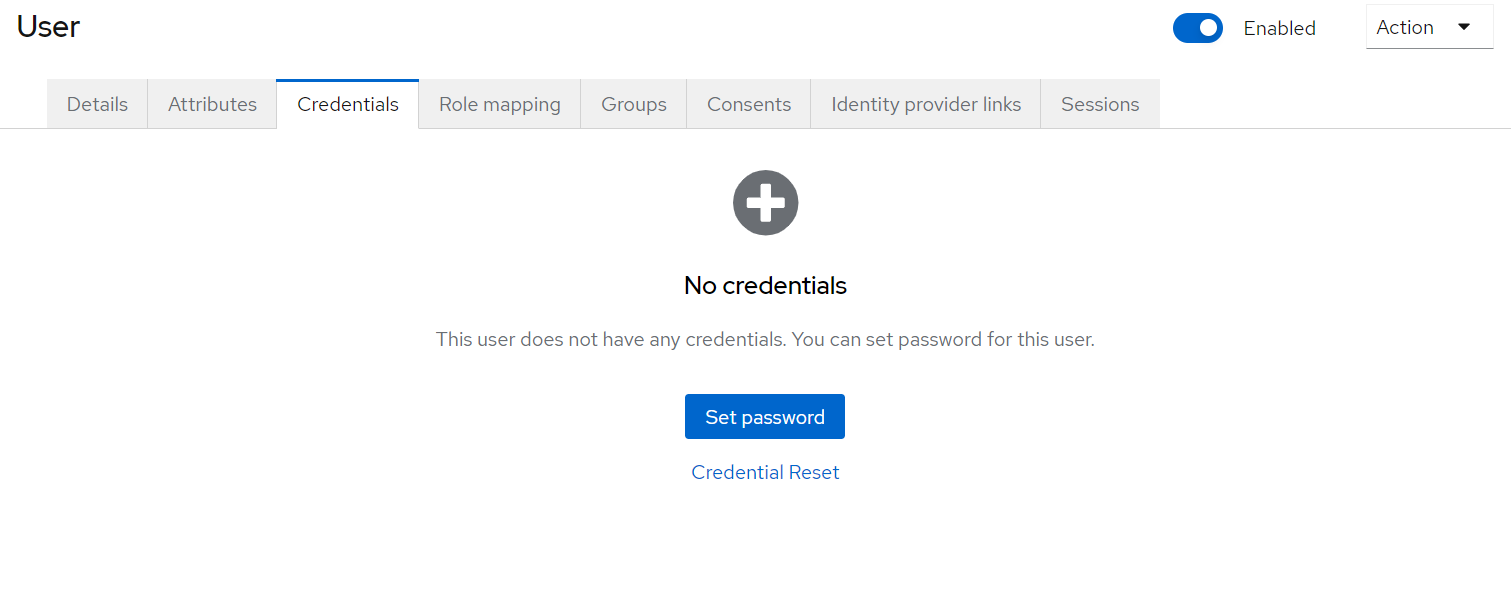 User
Enabled
Action
Details Attributes Credentials Role mapping Groups Consents Identity provider links Sessions
No credentials
This user does not have any credentials. You can set password for this user.
Set password
Credential Reset